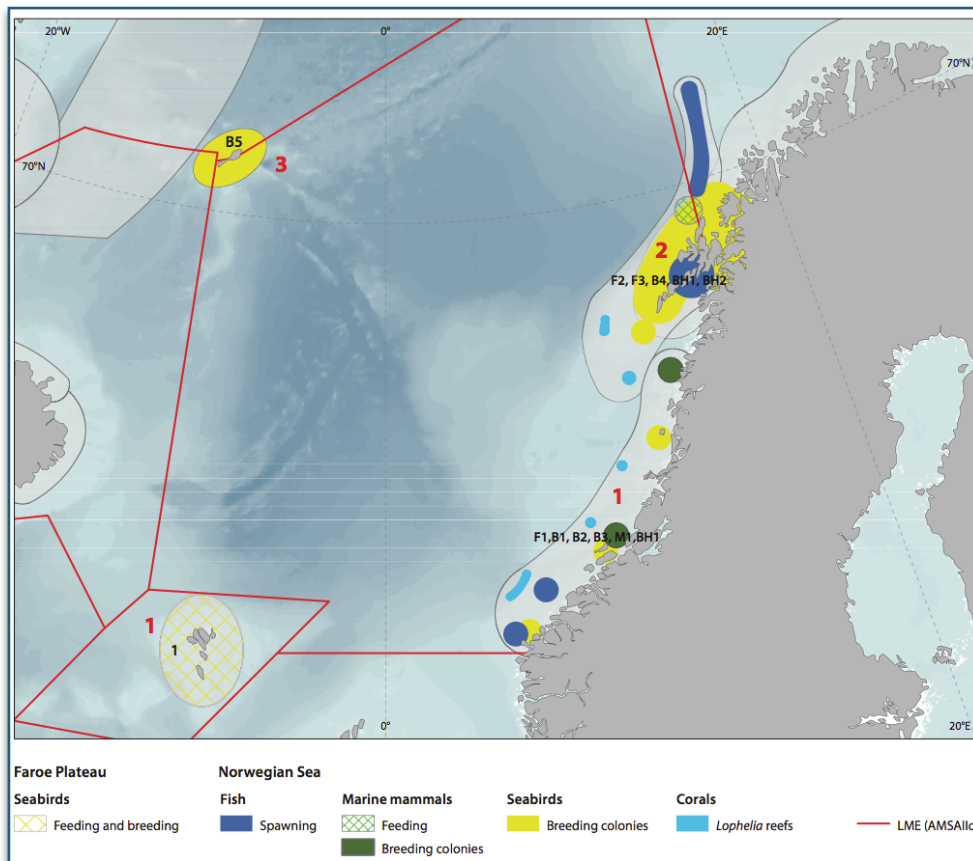 20°W
0°
20°E
70°N
B5
3
70°N
2
F2, F3, B4, BH1, BH2
1
F1,B1, B2, B3, M1,BH1
1
1
0°
20°E
Faroe Plateau
Norwegian Sea
Seabirds
Fish
Marine mammals
Seabirds
Corals
Feeding and breeding
Spawning
Feeding
Breeding colonies
Lophelia reefs
LME (AMSAIIc
Breeding colonies